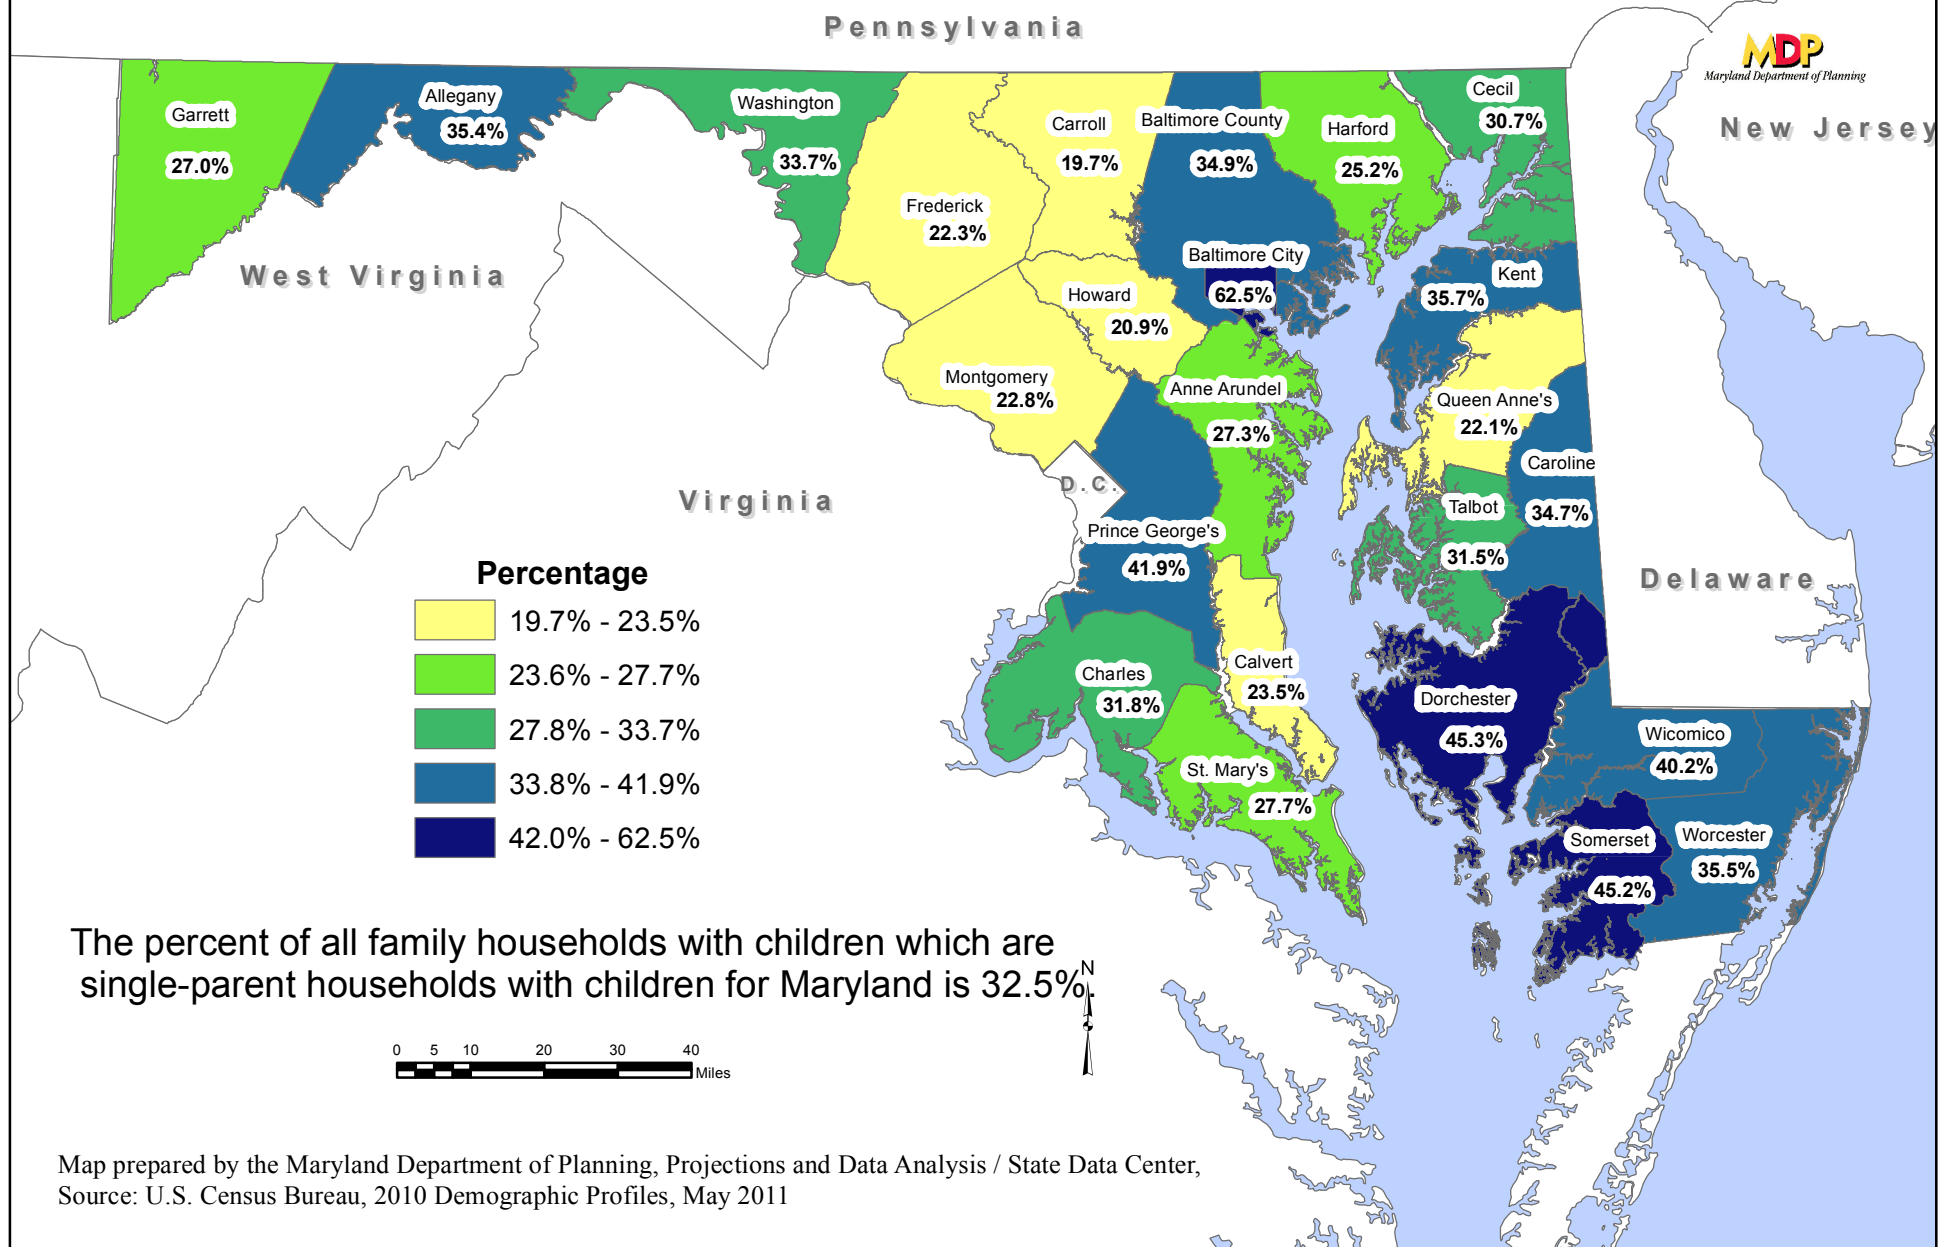 Pennsylvania
MDP
Maryland Department of Planning
New Jersey
Garrett
27.0%
Allegany
35.4%
Washington
33.7%
Frederick
22.3%
Carroll
19.7%
Baltimore County
34.9%
Harford
25.2%
Cecil
30.7%
West Virginia
Baltimore City
62.5%
Kent
35.7%
Howard
20.9%
Montgomery
22.8%
Anne Arundel
27.3%
Queen Anne's
22.1%
Caroline
34.7%
D.C.
Virginia
Talbot
31.5%
Prince George's
41.9%
Delaware
Charles
31.8%
Calvert
23.5%
Dorchester
45.3%
Wicomico
40.2%
St. Mary's
27.7%
Somerset
45.2%
Worcester
35.5%
Percentage
19.7% - 23.5%
23.6% - 27.7%
27.8% - 33.7%
33.8% - 41.9%
42.0% - 62.5%
The percent of all family households with children which are
single-parent households with children for Maryland is 32.5%.
N
0 5 10 20 30 40
Miles
Map prepared by the Maryland Department of Planning, Projections and Data Analysis / State Data Center,
Source: U.S. Census Bureau, 2010 Demographic Profiles, May 2011